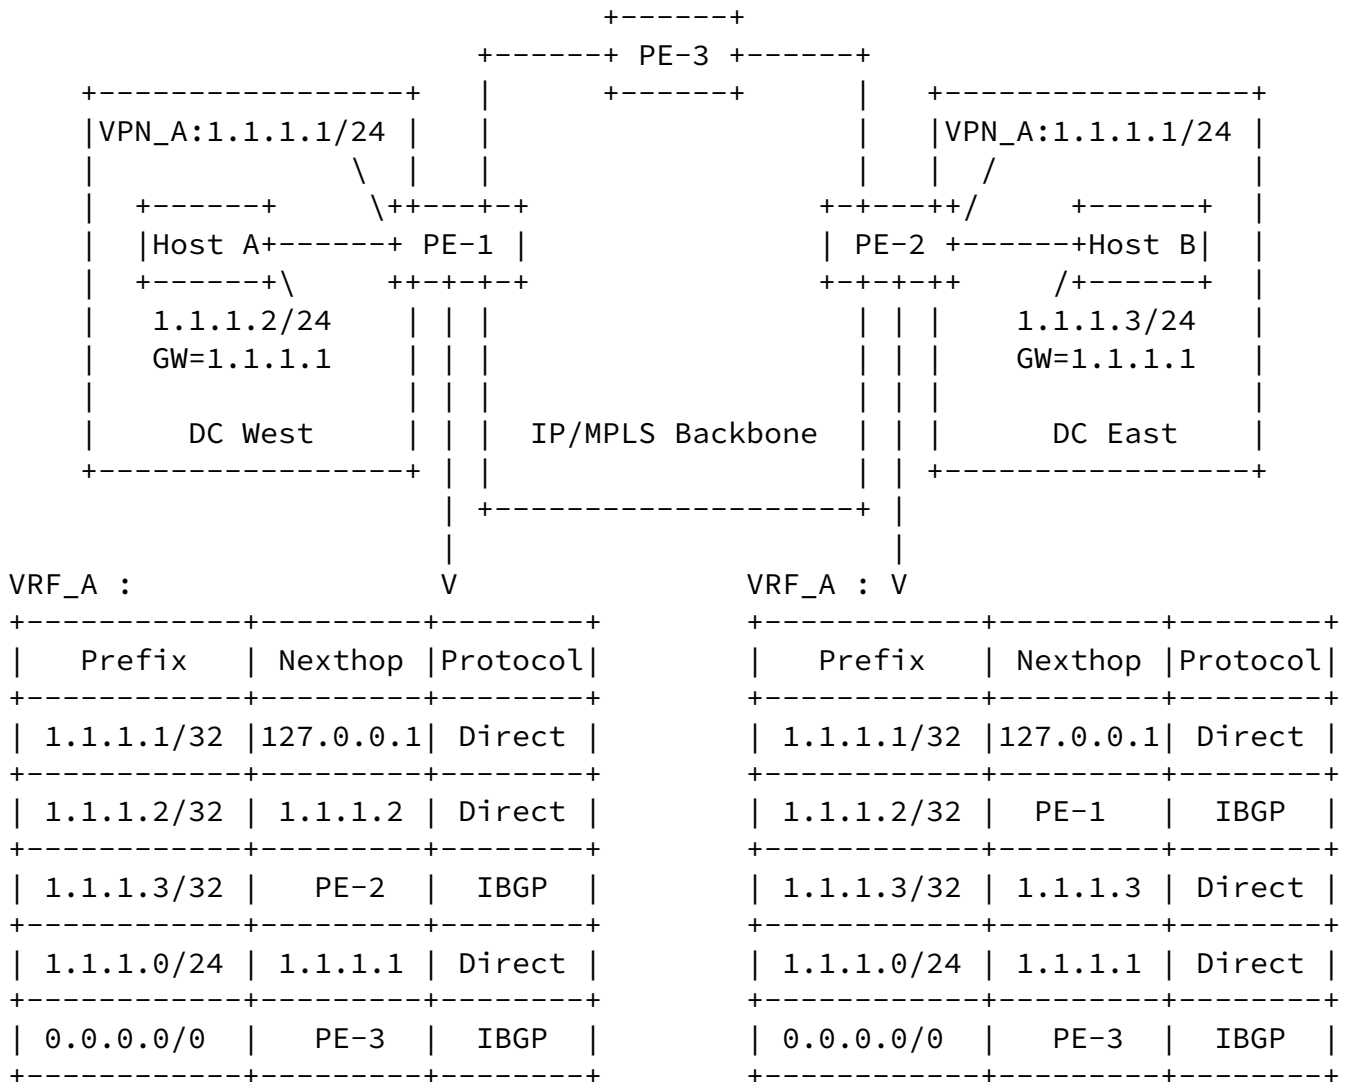 PE-3
VPN_A:1.1.1.1/24 VPN_A:1.1.1.1/24
Host A PE-1 PE-2 Host B
1.1.1.2/24 1.1.1.3/24
GW=1.1.1.1 GW=1.1.1.1
DC West IP/MPLS Backbone DC East
VRF_A : V VRF_A : V
Prefix Nexthop Protocol Prefix Nexthop Protocol
1.1.1.1/32 127.0.0.1 Direct 1.1.1.1/32 127.0.0.1 Direct
1.1.1.2/32 1.1.1.2 Direct 1.1.1.2/32 PE-1 IBGP
1.1.1.3/32 PE-2 IBGP 1.1.1.3/32 1.1.1.3 Direct
1.1.1.0/24 1.1.1.1 Direct 1.1.1.0/24 1.1.1.1 Direct
0.0.0.0/0 PE-3 IBGP 0.0.0.0/0 PE-3 IBGP